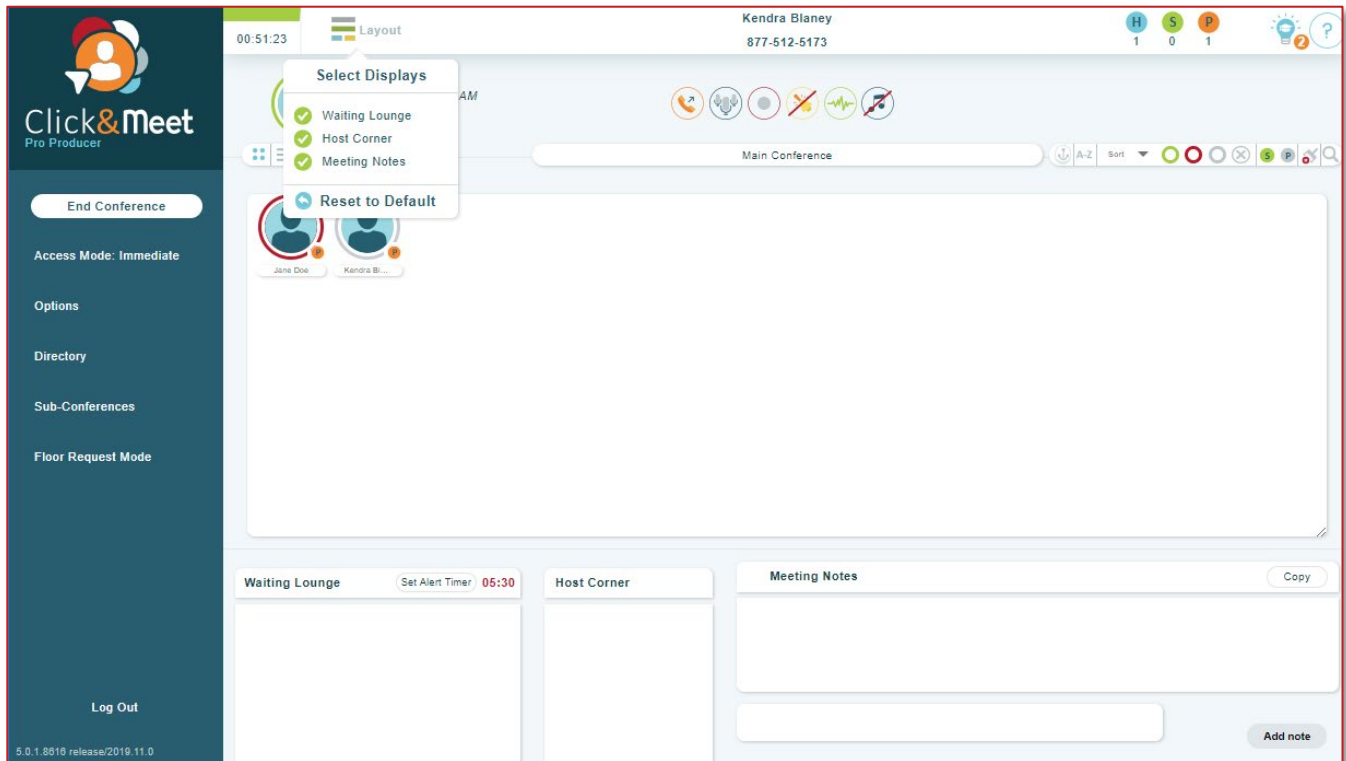 Click&Meet
Pro Producer
End Conference
Access Mode: Immediate
Options
Directory
Sub-Conferences
Floor Request Mode
Log Out
5.0.1.8616 release/2019.11.0
00:51:23
Layout
Kendra Blaney
877-512-5173
H S P
1 0 1
2
?
Select Displays
Waiting Lounge
Host Corner
Meeting Notes
Reset to Default
AM
Main Conference
A-Z Sort
S P
P P
Jane Doe Kendra Bl...
Waiting Lounge Set Alert Timer 05:30
Host Corner
Meeting Notes Copy
Add note